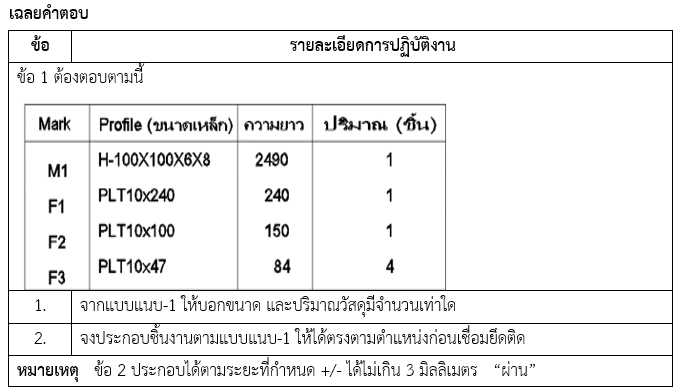 เฉลยคำตอบ
ข้อ รายละเอียดการปฏิบัติงาน
ข้อ 1 ต้องตอบตามนี้
Mark Profile (ขนาดเหล็ก) ความยาว ปริมาณ (ชิ้น)
M1 H-100X100X6X8 2490 1
F1 PLT10x240 240 1
F2 PLT10x100 150 1
F3 PLT10x47 84 4
1. จากแบบแนบ-1 ให้บอกขนาด และปริมาณวัสดุมีจำนวนเท่าใด
2. จงประกอบชิ้นงานตามแบบแนบ-1 ให้ได้ตรงตามตำแหน่งก่อนเชื่อมยึดติด
หมายเหตุ ข้อ 2 ประกอบได้ตามระยะที่กำหนด +/- ได้ไม่เกิน 3 มิลลิเมตร “ผ่าน”